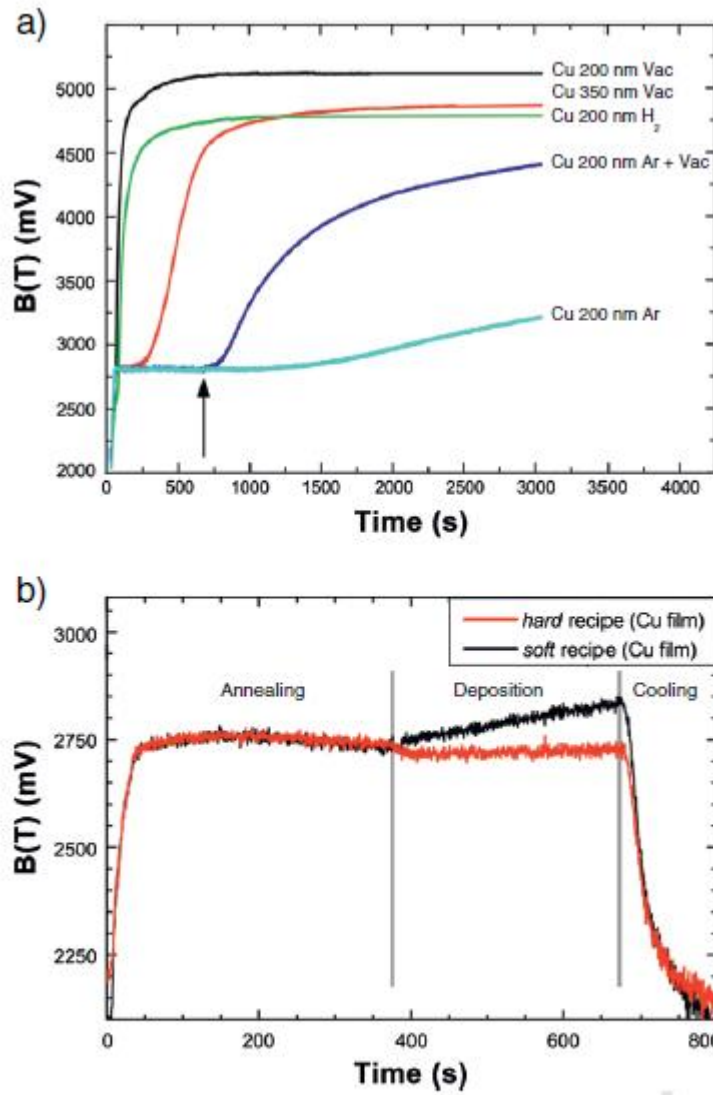 a)
5000
4500
4000
3500
3000
2500
2000
B(T) (mV)
Cu 200 nm Vac
Cu 350 nm Vac
Cu 200 nm H₂
Cu 200 nm Ar + Vac
Cu 200 nm Ar
0 500 1000 1500 2000 2500 3000 3500 4000
Time (s)
b)
3000
2750
2500
2250
B(T) (mV)
hard recipe (Cu film)
soft recipe (Cu film)
Annealing Deposition Cooling
0 200 400 600 800
Time (s)